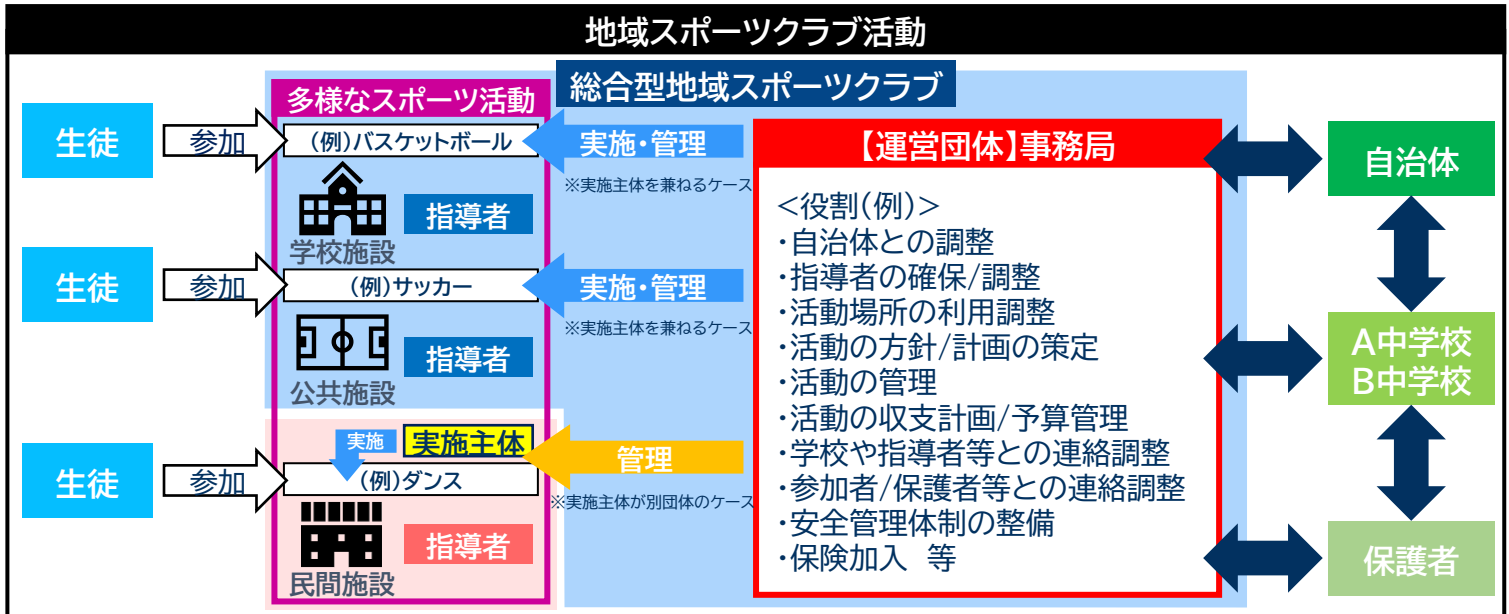 地域スポーツクラブ活動
総合型地域スポーツクラブ
多様なスポーツ活動
生徒
参加
(例)バスケットボール
実施・管理
※実施主体を兼ねるケース
学校施設
指導者
生徒
参加
(例)サッカー
実施・管理
※実施主体を兼ねるケース
公共施設
指導者
実施
実施主体
生徒
参加
(例)ダンス
管理
※実施主体が別団体のケース
民間施設
指導者
【運営団体】事務局
<役割(例)>
・自治体との調整
・指導者の確保/調整
・活動場所の利用調整
・活動の方針/計画の策定
・活動の管理
・活動の収支計画/予算管理
・学校や指導者等との連絡調整
・参加者/保護者等との連絡調整
・安全管理体制の整備
・保険加入 等
自治体
A中学校
B中学校
保護者